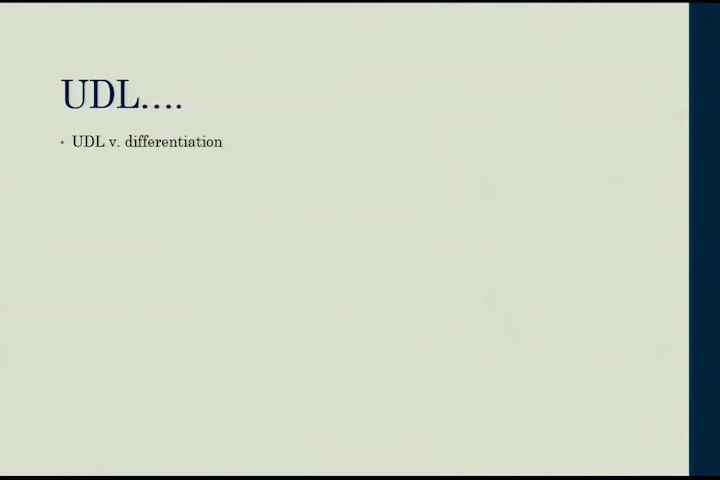 UDL....
• UDL v. differentiation